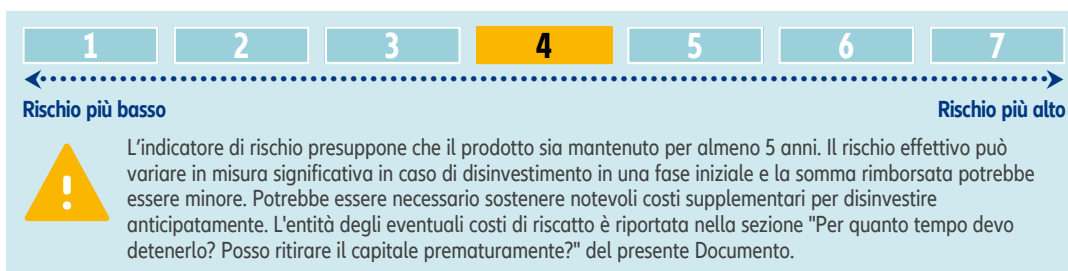 1 2 3 4 5 6 7
Rischio più basso Rischio più alto
L'indicatore di rischio presuppone che il prodotto sia mantenuto per almeno 5 anni. Il rischio effettivo può
variare in misura significativa in caso di disinvestimento in una fase iniziale e la somma rimborsata potrebbe
essere minore. Potrebbe essere necessario sostenere notevoli costi supplementari per disinvestire
anticipatamente. L'entità degli eventuali costi di riscatto è riportata nella sezione "Per quanto tempo devo
detenerlo? Posso ritirare il capitale prematuramente?" del presente Documento.